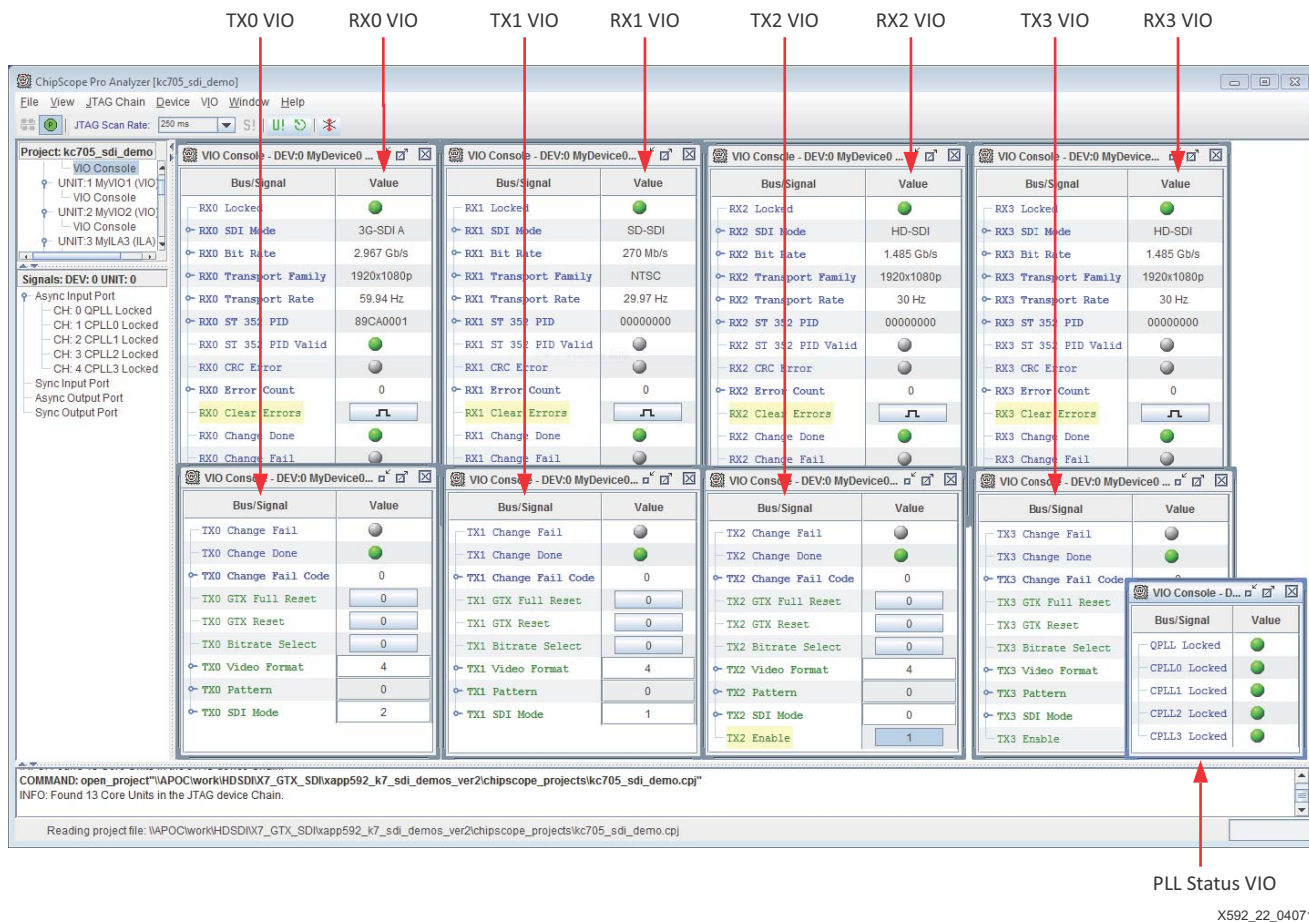 TX0 VIO RX0 VIO TX1 VIO RX1 VIO TX2 VIO RX2 VIO TX3 VIO RX3 VIO
ChipScope Pro Analyzer [kc705_sdi_demo]
File View JTAG Chain Device VIO Window Help
JTAG Scan Rate: 250 ms S! U!
Project: kc705_sdi_demo
VIO Console
UNIT:1 MyVIO1 (VIO)
VIO Console
UNIT:2 MyVIO2 (VIO)
VIO Console
UNIT:3 MyILA3 (ILA)
Signals: DEV: 0 UNIT: 0
Async Input Port
CH: 0 QPLL Locked
CH: 1 CPLL0 Locked
CH: 2 CPLL1 Locked
CH: 3 CPLL2 Locked
CH: 4 CPLL3 Locked
Sync Input Port
Async Output Port
Sync Output Port
VIO Console - DEV:0 MyDevice0 ...
Bus/Signal Value
RX0 Locked
RX0 SDI Mode 3G-SDI A
RX0 Bit Rate 2.967 Gb/s
RX0 Transport Family 1920x1080p
RX0 Transport Rate 59.94 Hz
RX0 ST 352 PID 89CA0001
RX0 ST 352 PID Valid
RX0 CRC Error
RX0 Error Count 0
RX0 Clear Errors
RX0 Change Done
RX0 Change Fail
VIO Console - DEV:0 MyDevice0...
Bus/Signal Value
RX1 Locked
RX1 SDI Mode SD-SDI
RX1 Bit Rate 270 Mb/s
RX1 Transport Family NTSC
RX1 Transport Rate 29.97 Hz
RX1 ST 352 PID 00000000
RX1 ST 352 PID Valid
RX1 CRC Error
RX1 Error Count 0
RX1 Clear Errors
RX1 Change Done
RX1 Change Fail
VIO Console - DEV:0 MyDevice0 ...
Bus/Signal Value
RX2 Locked
RX2 SDI Mode HD-SDI
RX2 Bit Rate 1.485 Gb/s
RX2 Transport Family 1920x1080p
RX2 Transport Rate 30 Hz
RX2 ST 352 PID 00000000
RX2 ST 352 PID Valid
RX2 CRC Error
RX2 Error Count 0
RX2 Clear Errors
RX2 Change Done
RX2 Change Fail
VIO Console - DEV:0 MyDevice...
Bus/Signal Value
RX3 Locked
RX3 SDI Mode HD-SDI
RX3 Bit Rate 1.485 Gb/s
RX3 Transport Family 1920x1080p
RX3 Transport Rate 30 Hz
RX3 ST 352 PID 00000000
RX3 ST 352 PID Valid
RX3 CRC Error
RX3 Error Count 0
RX3 Clear Errors
RX3 Change Done
RX3 Change Fail
VIO Console - DEV:0 MyDevice0...
Bus/Signal Value
TX0 Change Fail
TX0 Change Done
TX0 Change Fail Code 0
TX0 GTX Full Reset 0
TX0 GTX Reset 0
TX0 Bitrate Select 0
TX0 Video Format 4
TX0 Pattern 0
TX0 SDI Mode 2
VIO Console - DEV:0 MyDevice0...
Bus/Signal Value
TX1 Change Fail
TX1 Change Done
TX1 Change Fail Code 0
TX1 GTX Full Reset 0
TX1 GTX Reset 0
TX1 Bitrate Select 0
TX1 Video Format 4
TX1 Pattern 0
TX1 SDI Mode 1
VIO Console - DEV:0 MyDevice0...
Bus/Signal Value
TX2 Change Fail
TX2 Change Done
TX2 Change Fail Code 0
TX2 GTX Full Reset 0
TX2 GTX Reset 0
TX2 Bitrate Select 0
TX2 Video Format 4
TX2 Pattern 0
TX2 SDI Mode 0
TX2 Enable 1
VIO Console - DEV:0 MyDevice0 ...
Bus/Signal Value
TX3 Change Fail
TX3 Change Done
TX3 Change Fail Code
TX3 GTX Full Reset
TX3 GTX Reset
TX3 Bitrate Select
TX3 Video Format
TX3 Pattern
TX3 SDI Mode
TX3 Enable
VIO Console - D...
Bus/Signal Value
QPLL Locked
CPLL0 Locked
CPLL1 Locked
CPLL2 Locked
CPLL3 Locked
COMMAND: open_project"\\APOC\work\HDSDI\X7_GTX_SDI\xapp592_k7_sdi_demos_ver2\chipscope_projects\kc705_sdi_demo.cpj"
INFO: Found 13 Core Units in the JTAG device Chain.
Reading project file: \\APOC\work\HDSDI\X7_GTX_SDI\xapp592_k7_sdi_demos_ver2\chipscope_projects\kc705_sdi_demo.cpj
PLL Status VIO
X592_22_0407